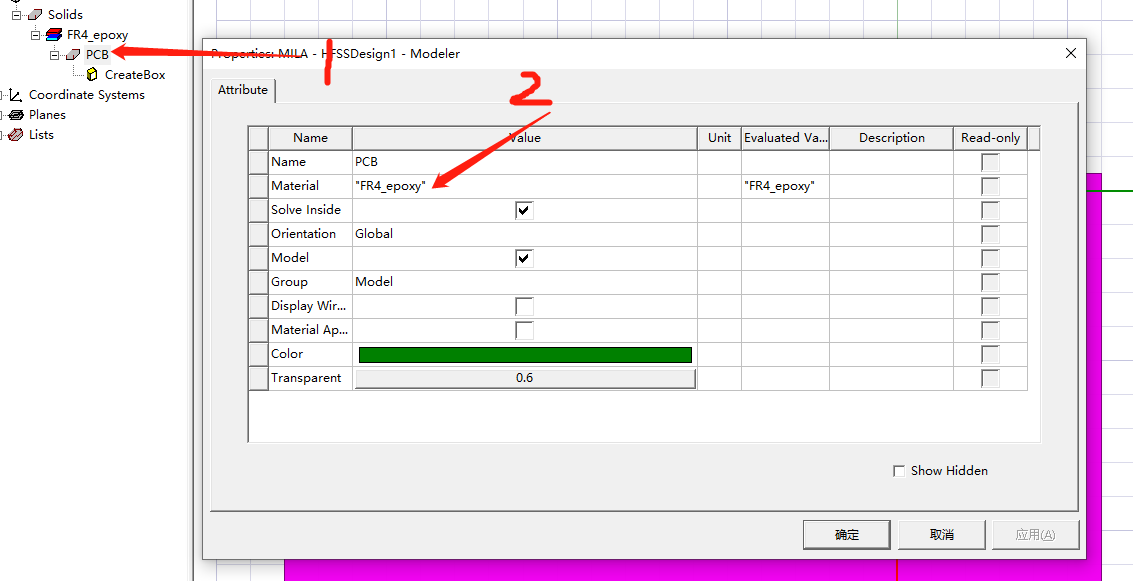 Solids
FR4_epoxy
PCB
CreateBox
Coordinate Systems
Planes
Lists
1
2
Properties: MILA - HFSSDesign1 - Modeler
Attribute
Name Value Unit Evaluated Va... Description Read-only
Name PCB
Material "FR4_epoxy" "FR4_epoxy"
Solve Inside
Orientation Global
Model
Group Model
Display Wir...
Material Ap...
Color
Transparent 0.6
Show Hidden
确定 取消 应用(A)